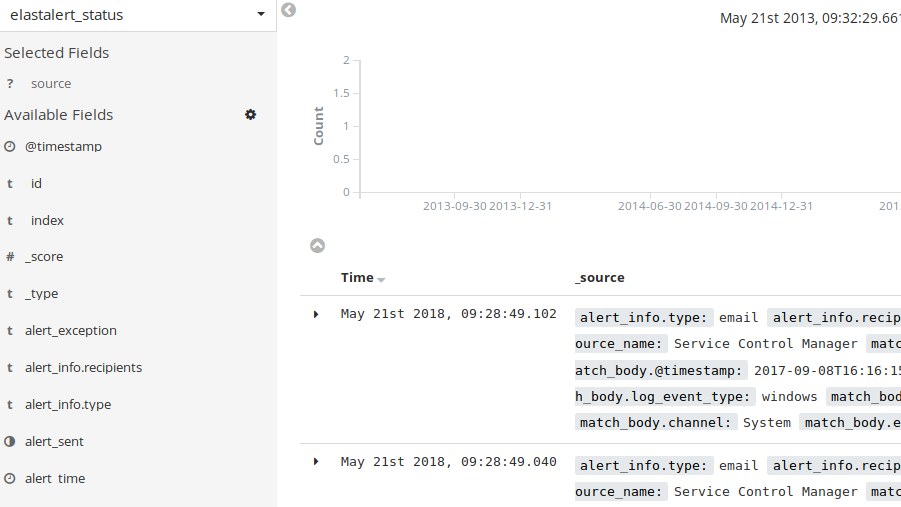 elastalert_status
Selected Fields
? source
Available Fields
@timestamp
t id
t index
# _score
t _type
t alert_exception
t alert_info.recipients
t alert_info.type
alert_sent
alert_time
May 21st 2013, 09:32:29.661
Count
2
1.5
1
0.5
0
2013-09-30 2013-12-31 2014-06-30 2014-09-30 2014-12-31 201
Time _source
May 21st 2018, 09:28:49.102 alert_info.type: email alert_info.recip
ource_name: Service Control Manager matc
atch_body.@timestamp: 2017-09-08T16:16:15
h_body.log_event_type: windows match_bod
match_body.channel: System match_body.e
May 21st 2018, 09:28:49.040 alert_info.type: email alert_info.recip
ource_name: Service Control Manager matc